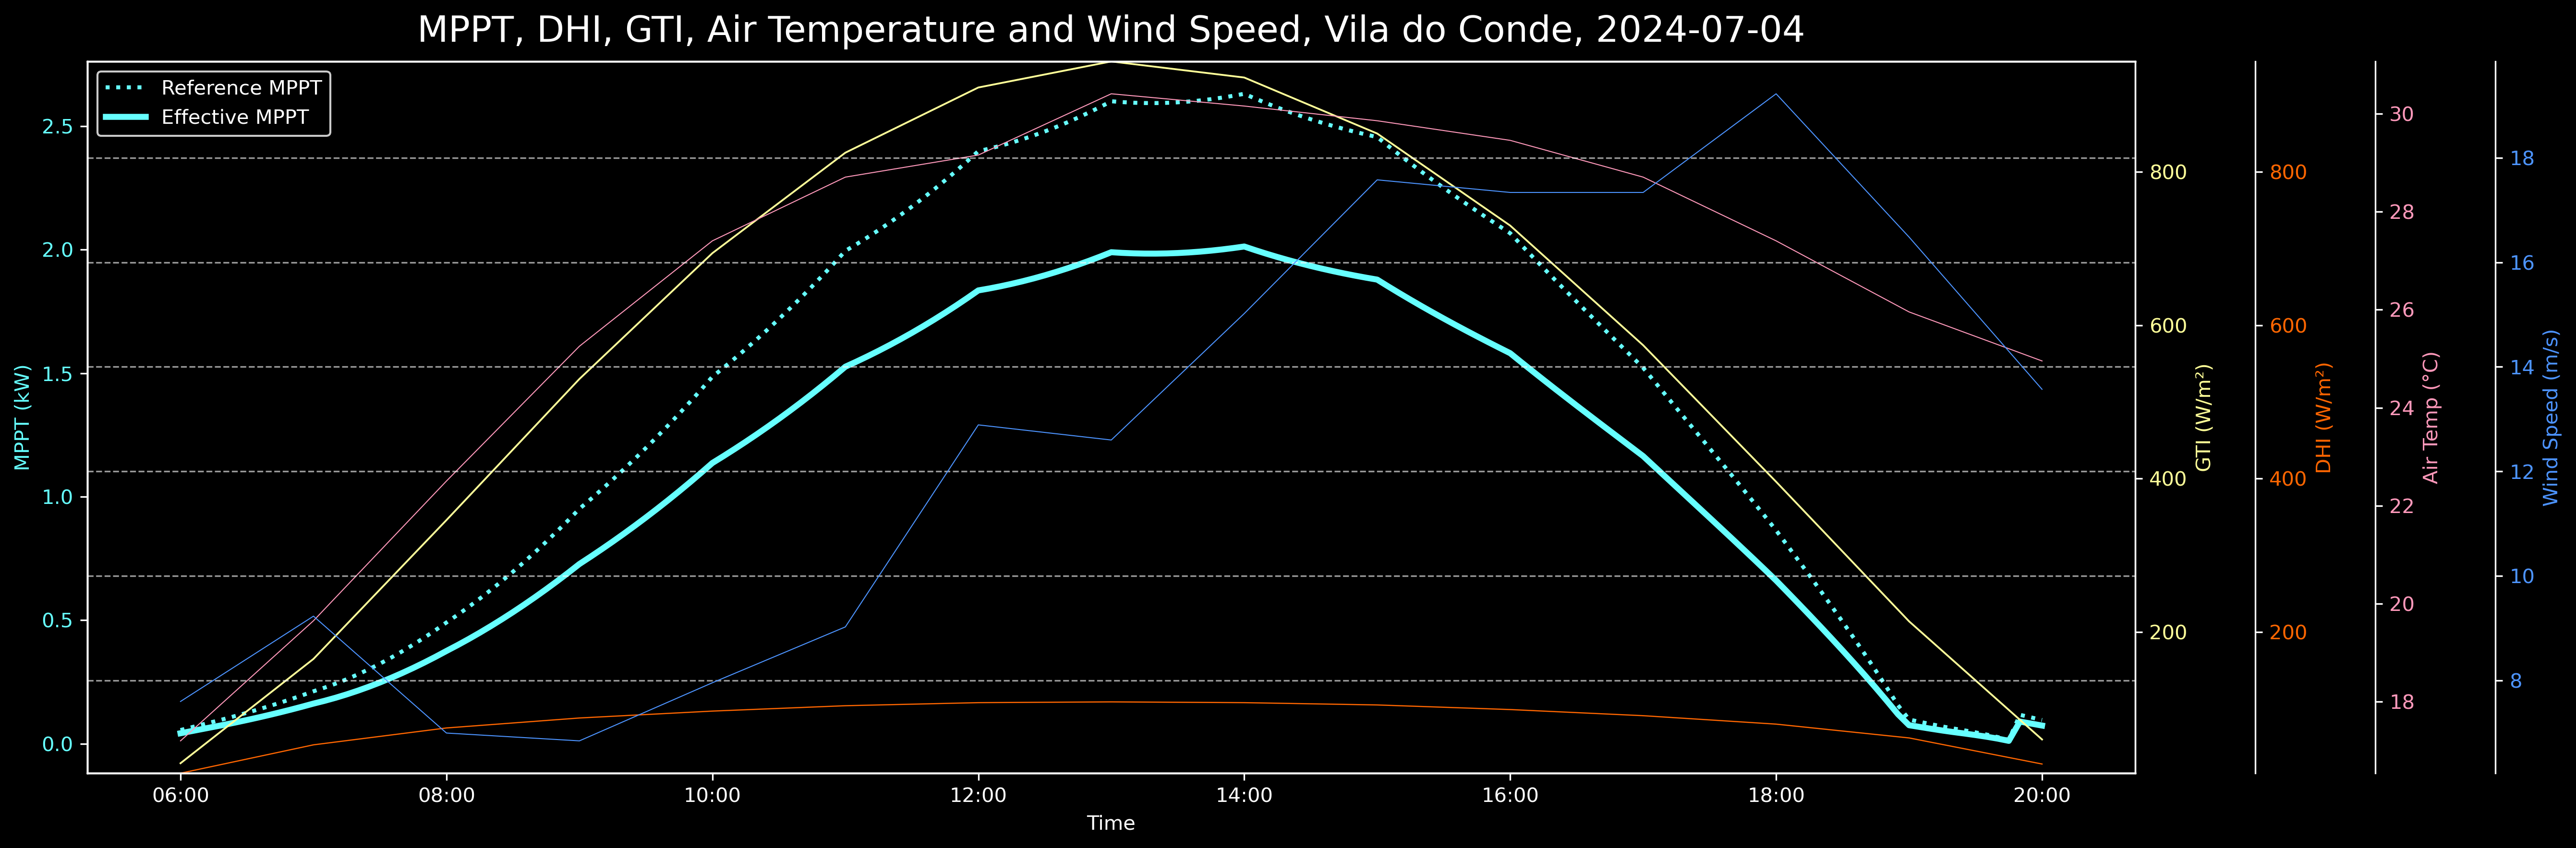 MPPT, DHI, GTI, Air Temperature and Wind Speed, Vila do Conde, 2024-07-04
Reference MPPT
Effective MPPT
MPPT (kW)
2.5
2.0
1.5
1.0
0.5
0.0
06:00 08:00 10:00 12:00 14:00 16:00 18:00 20:00
Time
800
600
400
200
GTI (W/m²)
800
600
400
200
DHI (W/m²)
30
28
26
24
22
20
18
Air Temp (°C)
18
16
14
12
10
8
Wind Speed (m/s)